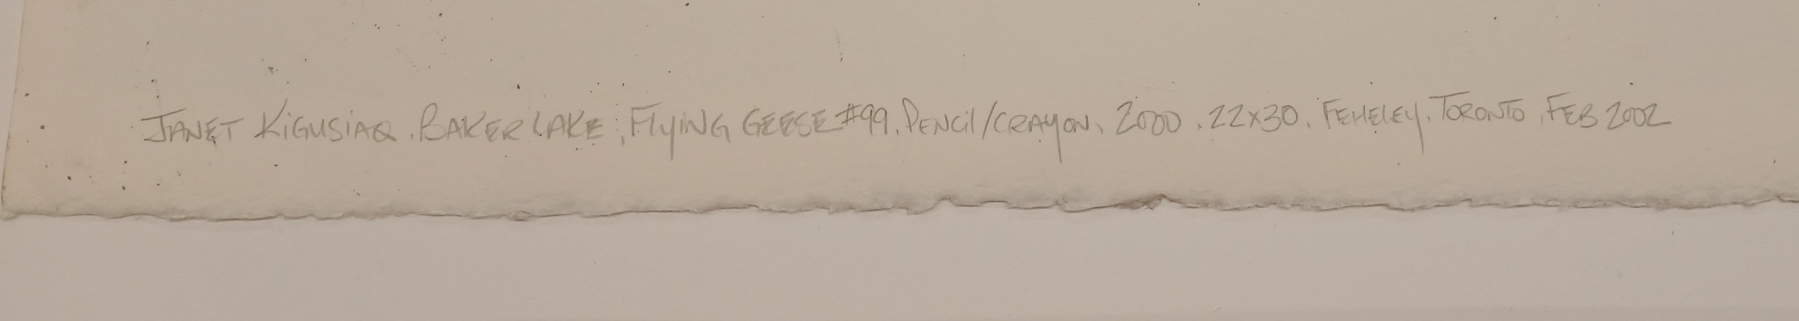 JANET KIGUSIAQ. BAKER LAKE; FLYING GEESE #99. PENCIL/CRAYON. 2000. 22x30. FEHELEY. TORONTO. FEB 2002